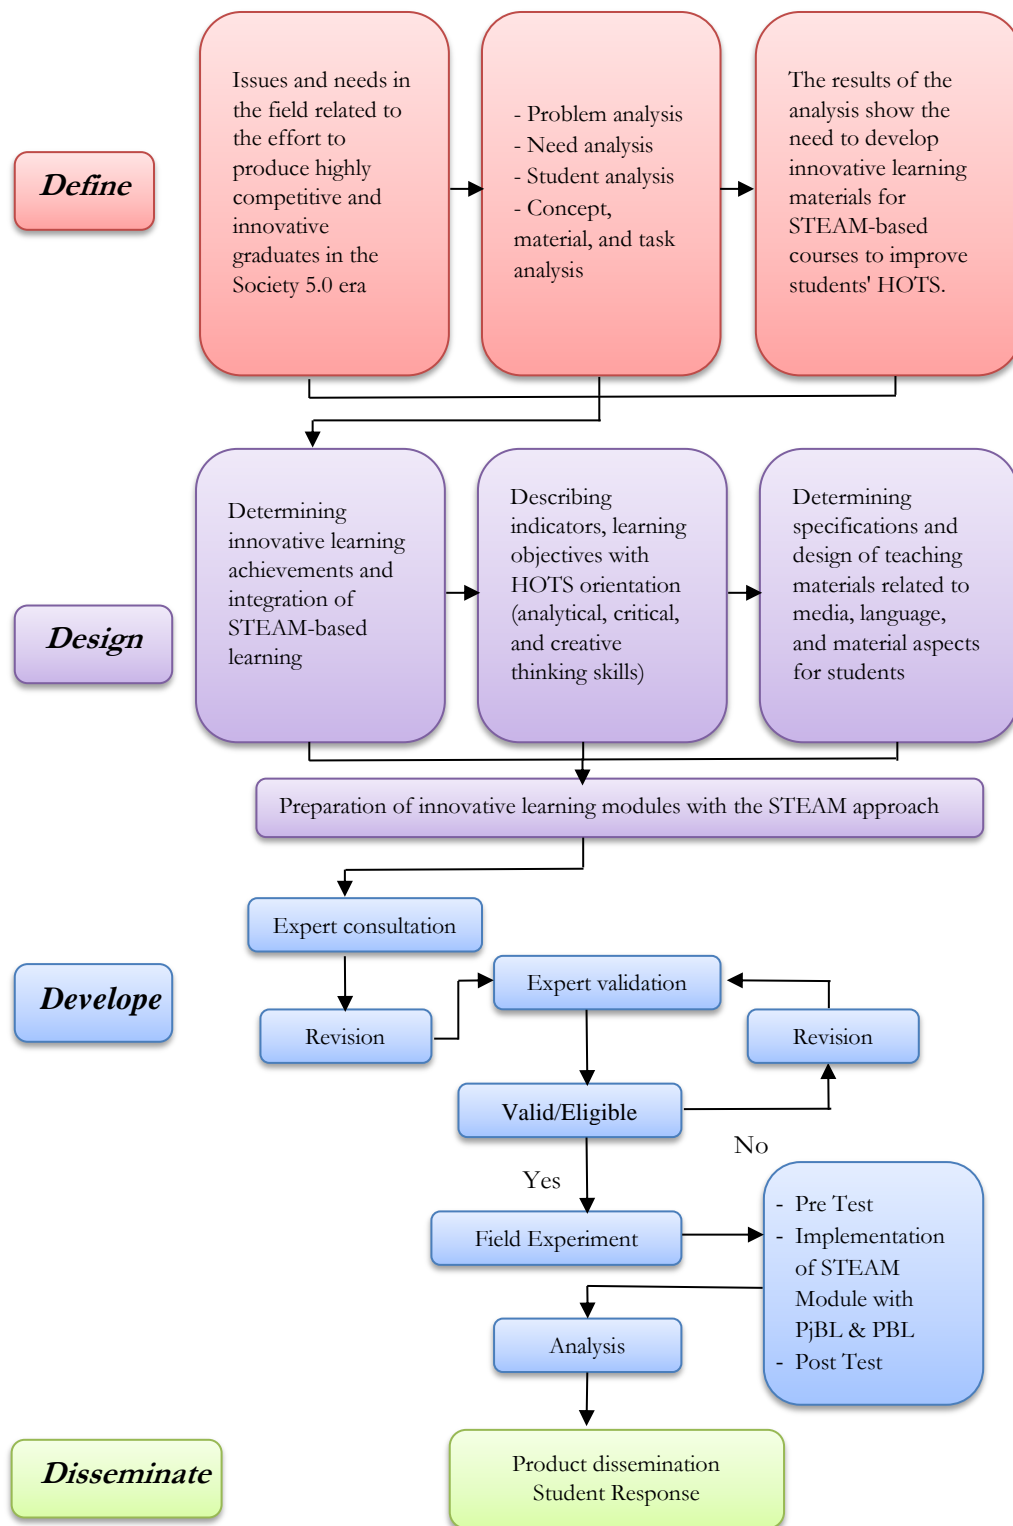 Define
Issues and needs in
the field related to
the effort to
produce highly
competitive and
innovative
graduates in the
Society 5.0 era
- Problem analysis
- Need analysis
- Student analysis
- Concept,
material, and task
analysis
The results of the
analysis show the
need to develop
innovative learning
materials for
STEAM-based
courses to improve
students' HOTS.
Design
Determining
innovative learning
achievements and
integration of
STEAM-based
learning
Describing
indicators, learning
objectives with
HOTS orientation
(analytical, critical,
and creative
thinking skills)
Determining
specifications and
design of teaching
materials related to
media, language,
and material aspects
for students
Preparation of innovative learning modules with the STEAM approach
Develope
Expert consultation
Revision
Expert validation
Revision
Valid/Eligible
No
Yes
Field Experiment
- Pre Test
- Implementation
of STEAM
Module with
PjBL & PBL
- Post Test
Analysis
Disseminate
Product dissemination
Student Response